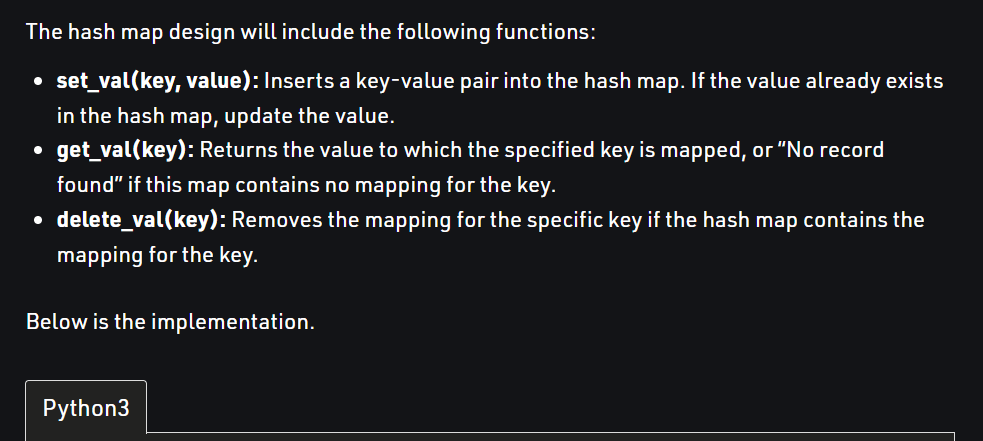 The hash map design will include the following functions:
• set_val(key, value): Inserts a key-value pair into the hash map. If the value already exists
in the hash map, update the value.
• get_val(key): Returns the value to which the specified key is mapped, or “No record
found” if this map contains no mapping for the key.
• delete_val(key): Removes the mapping for the specific key if the hash map contains the
mapping for the key.
Below is the implementation.
Python3